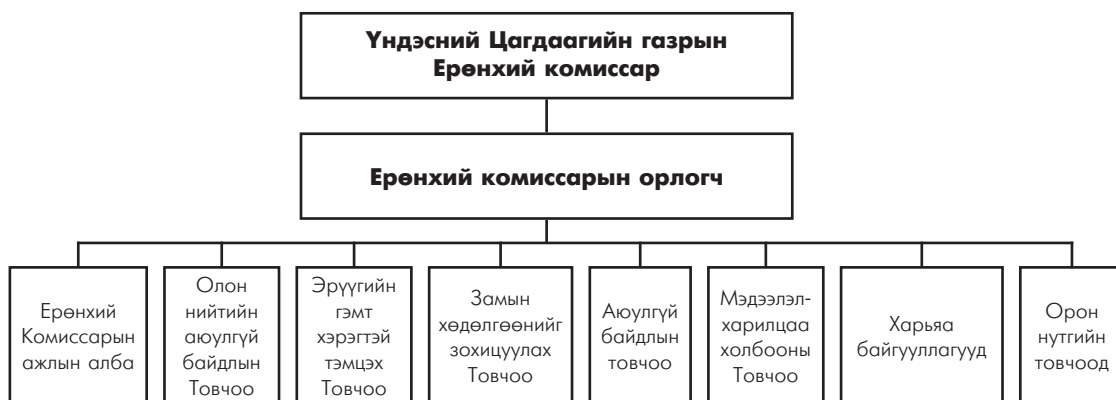 Үндэсний Цагдаагийн газрын
Ерөнхий комиссар
Ерөнхий комиссарын орлогч
Ерөнхий
Комиссарын
ажлын алба
Олон
нийтийн
аюулгүй
байдлын
Товчоо
Эрүүгийн
гэмт
хэрэгтэй
тэмцэх
Товчоо
Замын
хөдөлгөөнийг
зохицуулах
Товчоо
Аюулгүй
байдлын
товчоо
Мэдээлэл-
харилцаа
холбооны
Товчоо
Харьяа
байгууллагууд
Орон
нутгийн
товчоод